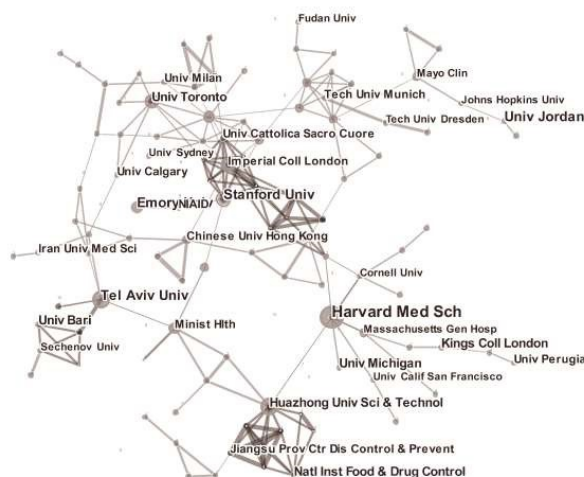 Fudan Univ
Univ Milan
Mayo Clin
Univ Toronto
Tech Univ Munich
Johns Hopkins Univ
Tech Univ Dresden
Univ Jordan
Univ Cattolica Sacro Cuore
Univ Sydney
Imperial Coll London
Univ Calgary
Stanford Univ
Emory
NIAID
Chinese Univ Hong Kong
Iran Univ Med Sci
Cornell Univ
Tel Aviv Univ
Harvard Med Sch
Univ Bari
Minist Hlth
Massachusetts Gen Hosp
Sechenov Univ
Kings Coll London
Univ Michigan
Univ Perugia
Univ Calif San Francisco
Huazhong Univ Sci & Technol
Jiangsu Prov Ctr Dis Control & Prevent
Natl Inst Food & Drug Control